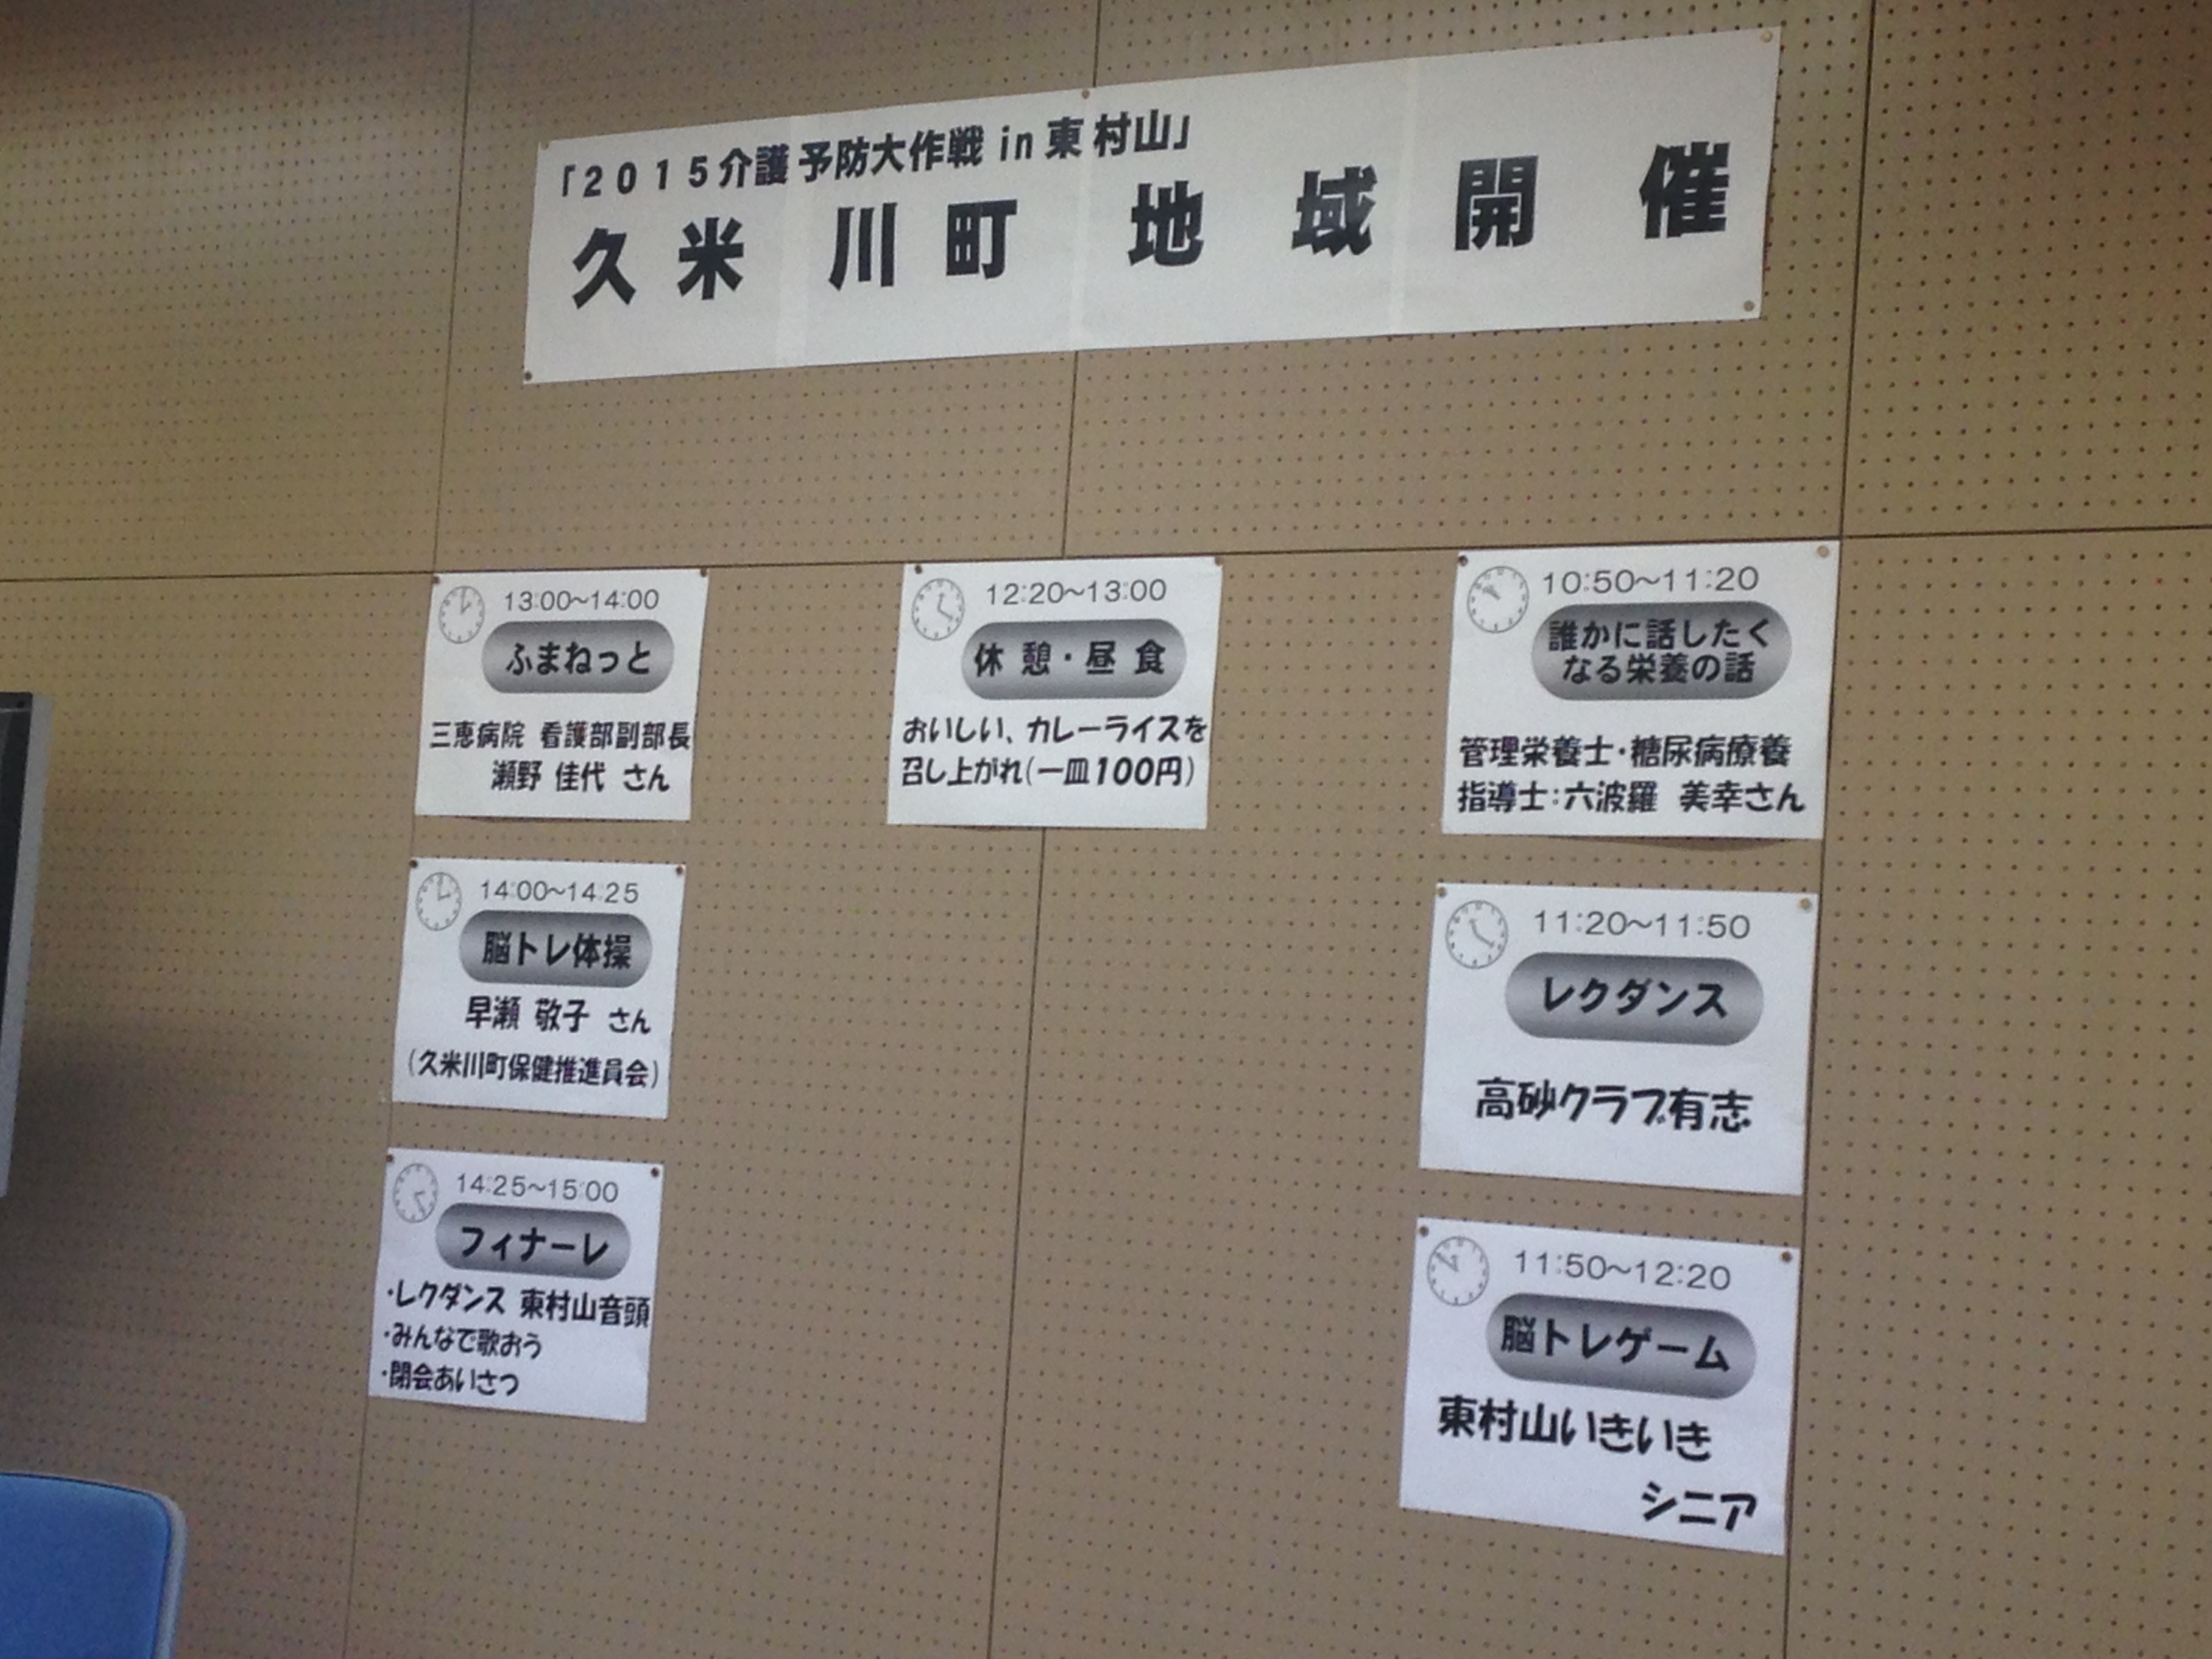 「2015介護予防大作戦in東村山」
久米川町地域開催
10:50～11:20
誰かに話したく
なる栄養の話
管理栄養士・糖尿病療養
指導士:六波羅 美幸さん
11:20～11:50
レクダンス
高砂クラブ有志
11:50～12:20
脳トレゲーム
東村山いきいき
シニア
12:20～13:00
休憩・昼食
おいしい、カレーライスを
召し上がれ(一皿100円)
13:00～14:00
ふまねっと
三恵病院 看護部副部長
瀬野 佳代 さん
14:00～14:25
脳トレ体操
早瀬 敬子 さん
(久米川町保健推進員会)
14:25～15:00
フィナーレ
・レクダンス 東村山音頭
・みんなで歌おう
・閉会あいさつ